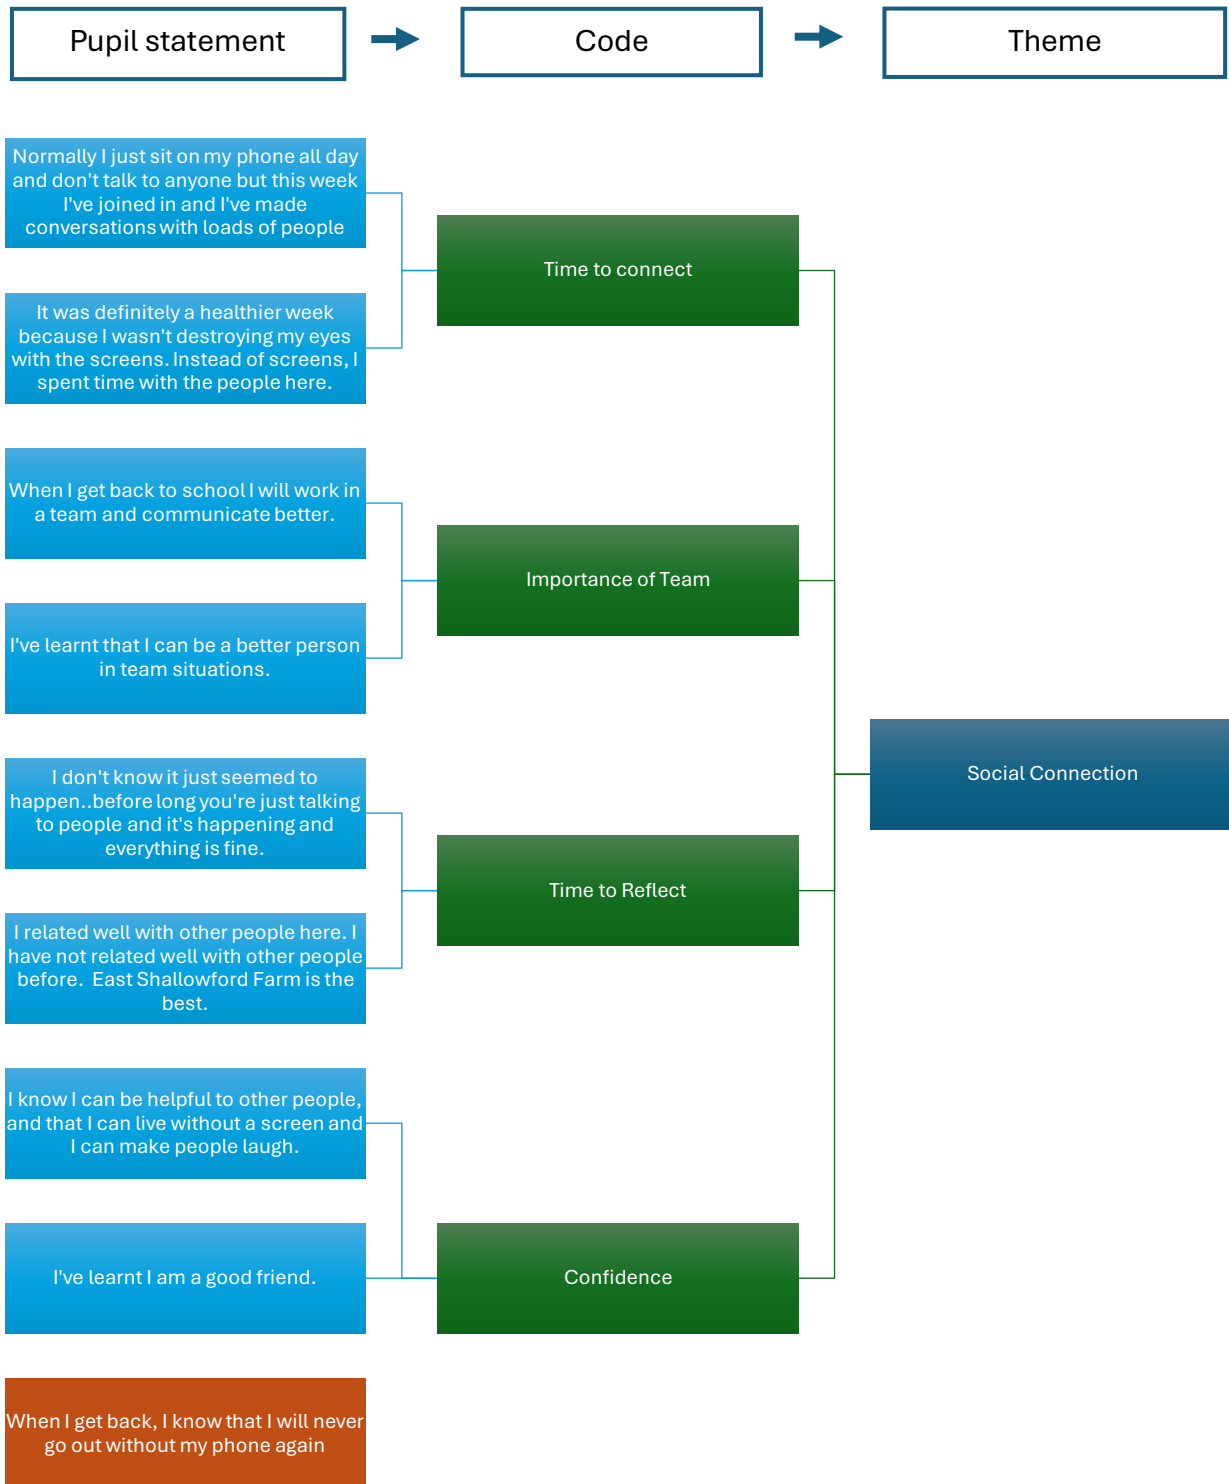 Pupil statement
Code
Theme
Normally I just sit on my phone all day
and don't talk to anyone but this week
I've joined in and I've made
conversations with loads of people
It was definitely a healthier week
because I wasn't destroying my eyes
with the screens. Instead of screens, I
spent time with the people here.
Time to connect
When I get back to school I will work in
a team and communicate better.
I've learnt that I can be a better person
in team situations.
Importance of Team
I don't know it just seemed to
happen..before long you're just talking
to people and it's happening and
everything is fine.
I related well with other people here. I
have not related well with other people
before.  East Shallowford Farm is the
best.
Time to Reflect
I know I can be helpful to other people,
and that I can live without a screen and
I can make people laugh.
I've learnt I am a good friend.
Confidence
When I get back, I know that I will never
go out without my phone again
Social Connection